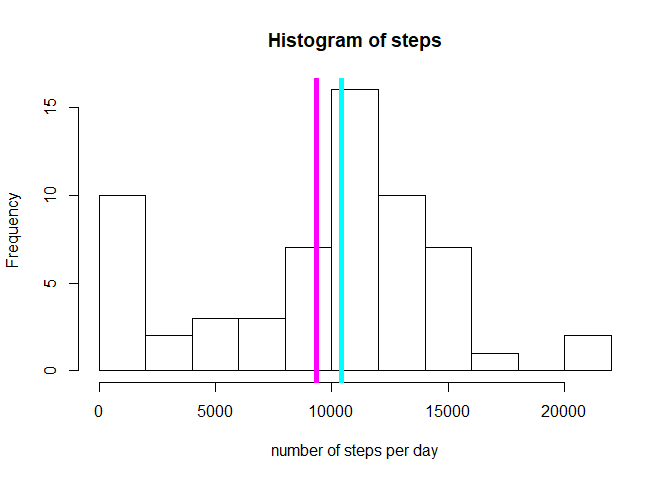 Histogram of steps
Frequency
15
10
5
0
0 5000 10000 15000 20000
number of steps per day